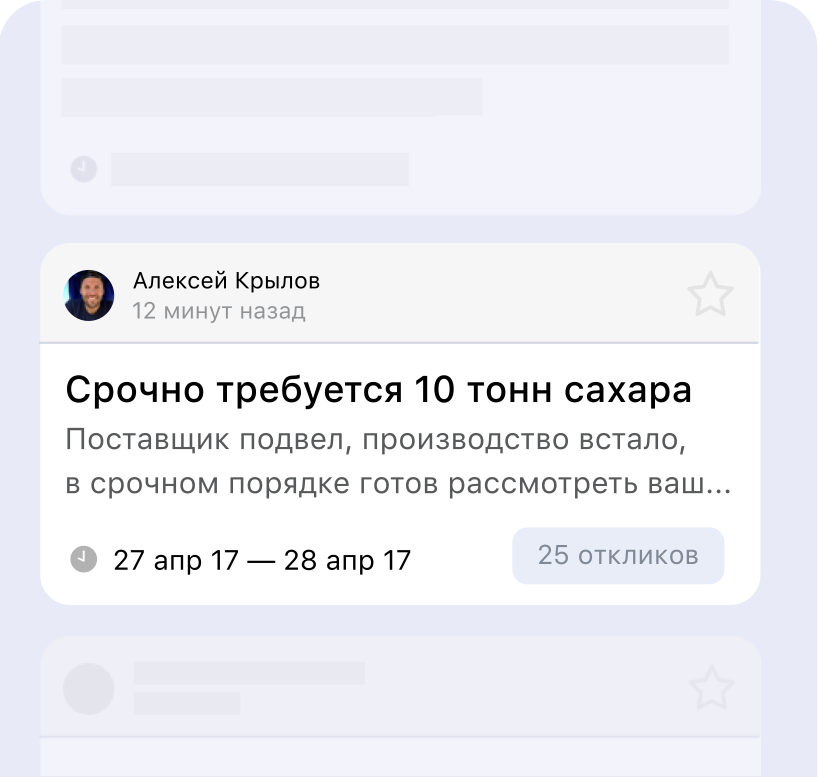 Алексей Крылов
12 минут назад
Срочно требуется 10 тонн сахара
Поставщик подвел, производство встало,
в срочном порядке готов рассмотреть ваш...
27 апр 17 — 28 апр 17
25 откликов